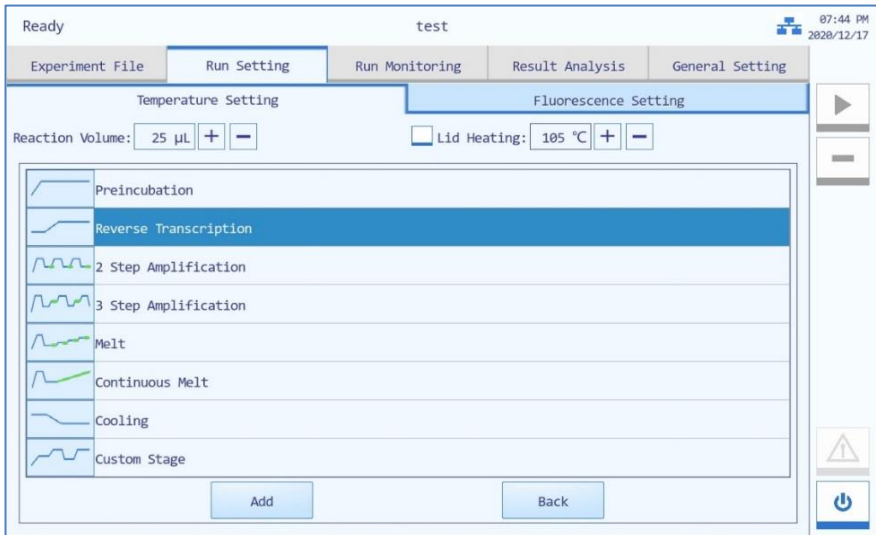 Ready test 07:44 PM
2020/12/17
Experiment File Run Setting Run Monitoring Result Analysis General Setting
Temperature Setting Fluorescence Setting
Reaction Volume: 25 μL + − Lid Heating: 105 ℃ + −
Preincubation
Reverse Transcription
2 Step Amplification
3 Step Amplification
Melt
Continuous Melt
Cooling
Custom Stage
Add Back